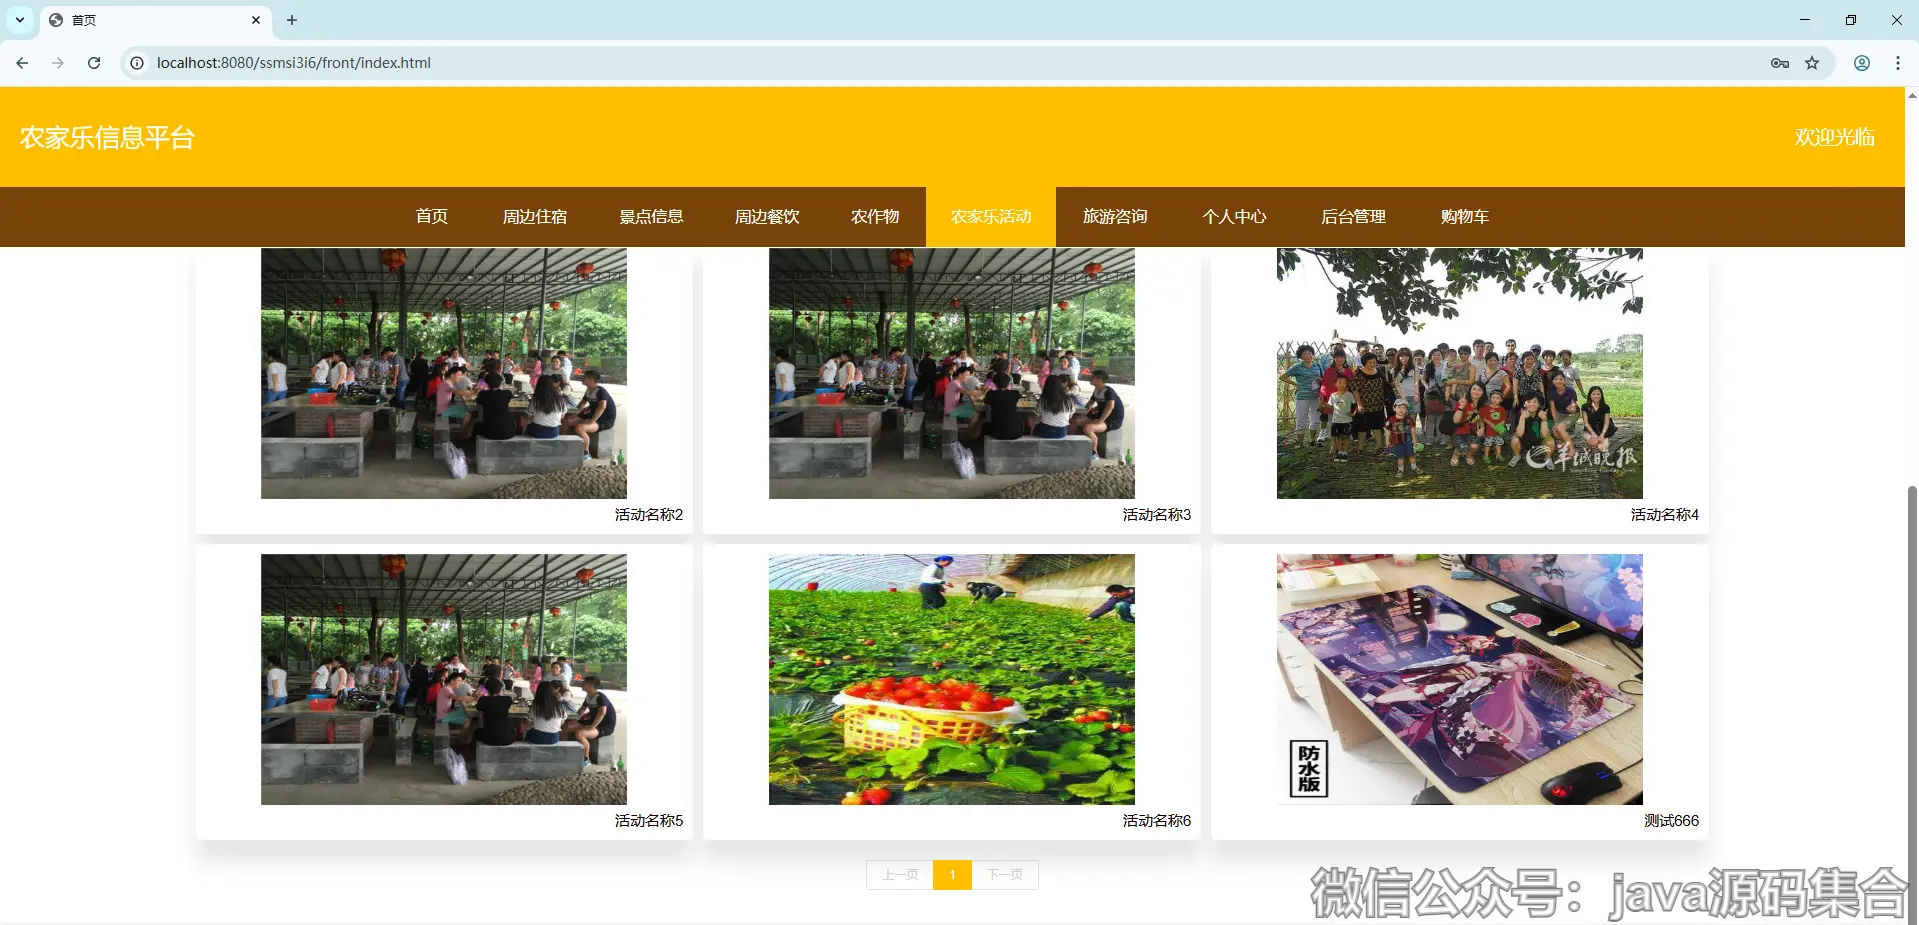 首页
localhost:8080/ssmsi3i6/front/index.html
农家乐信息平台
欢迎光临
首页 周边住宿 景点信息 周边餐饮 农作物 农家乐活动 旅游咨询 个人中心 后台管理 购物车
羊城晚报
活动名称2 活动名称3 活动名称4
防水版
活动名称5 活动名称6 测试666
上一页 1 下一页
微信公众号：java源码集合